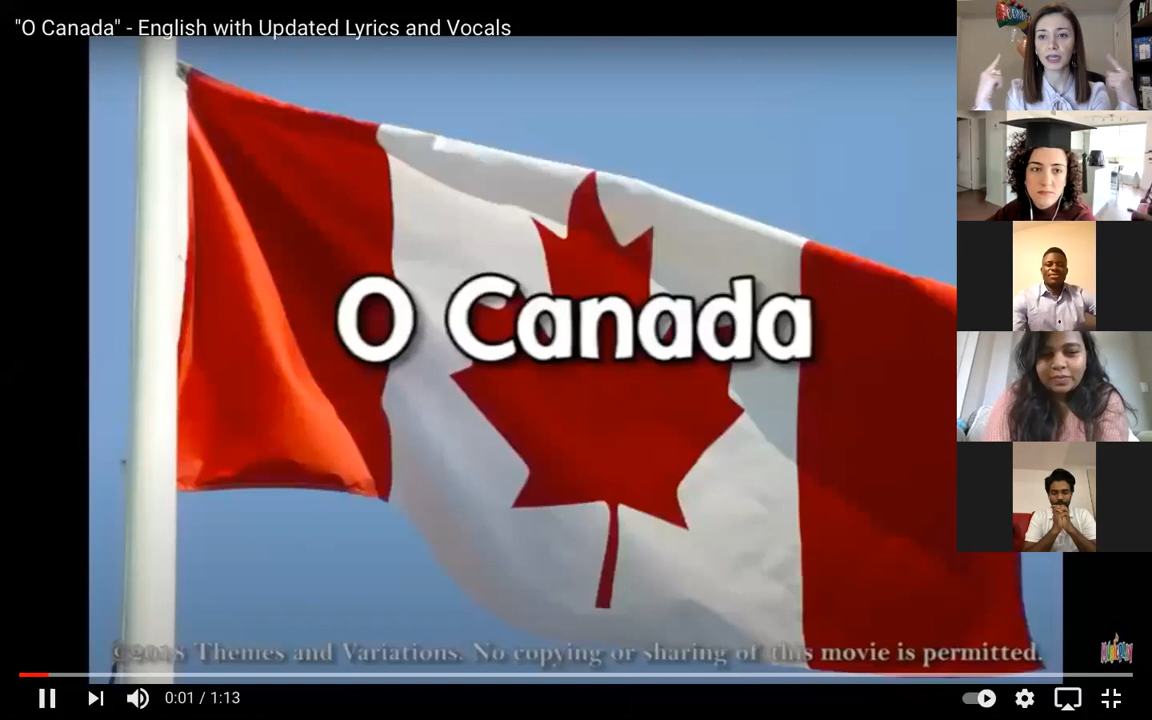 "O Canada" - English with Updated Lyrics and Vocals
O Canada
©2018 Themes and Variations. No copying or sharing of this movie is permitted.
0:01 / 1:13